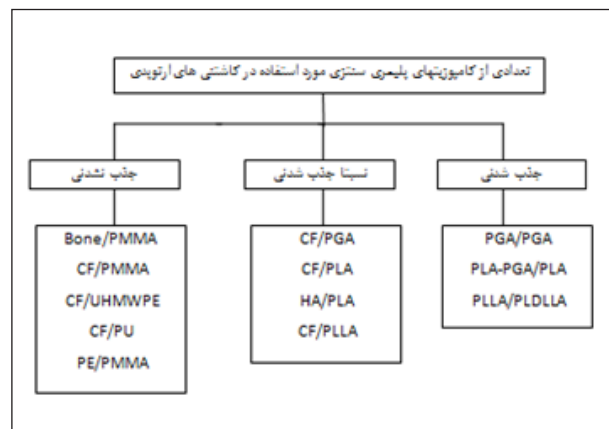 تعدادی از کامپوزیتهای پلیمری سنتزی مورد استفاده در کاشتنی های ارتوپدی
جذب شدنی
نسبتا جذب شدنی
جذب نشدنی
PGA/PGA
PLA-PGA/PLA
PLLA/PLDLLA
CF/PGA
CF/PLA
HA/PLA
CF/PLLA
Bone/PMMA
CF/PMMA
CF/UHMWPE
CF/PU
PE/PMMA